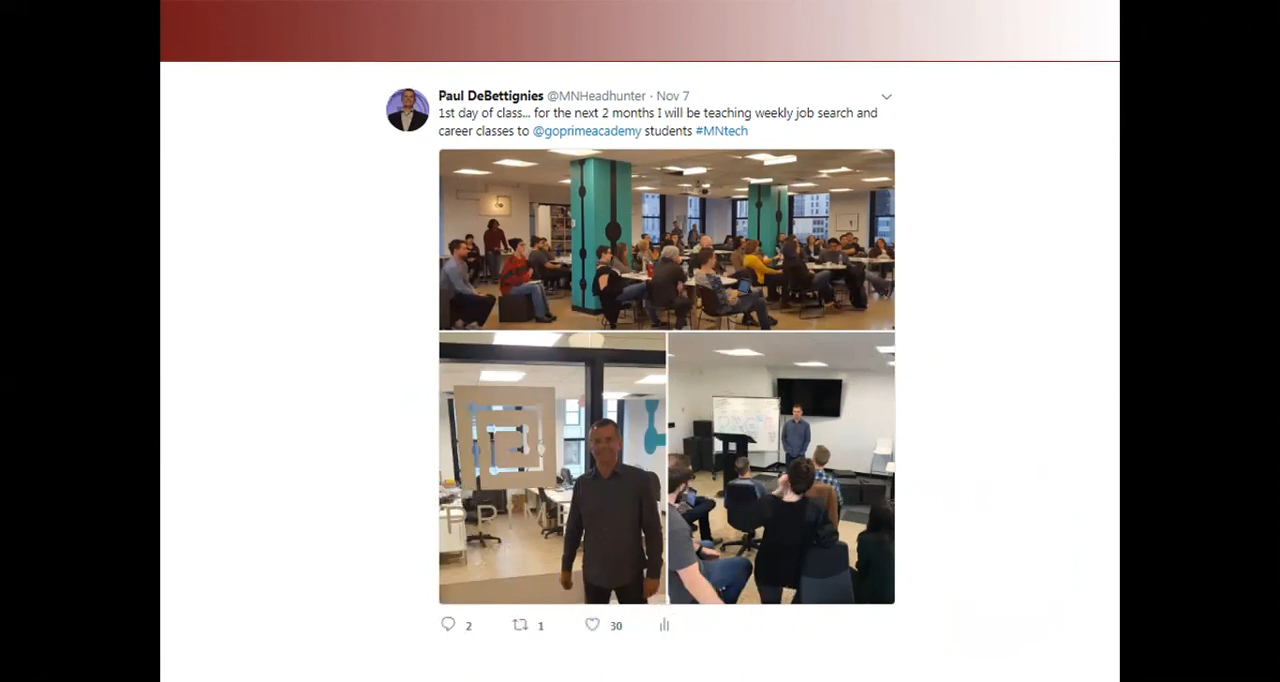 Paul DeBettignies @MNHeadhunter · Nov 7
1st day of class... for the next 2 months I will be teaching weekly job search and
career classes to @goprimeacademy students #MNtech
2 1 30